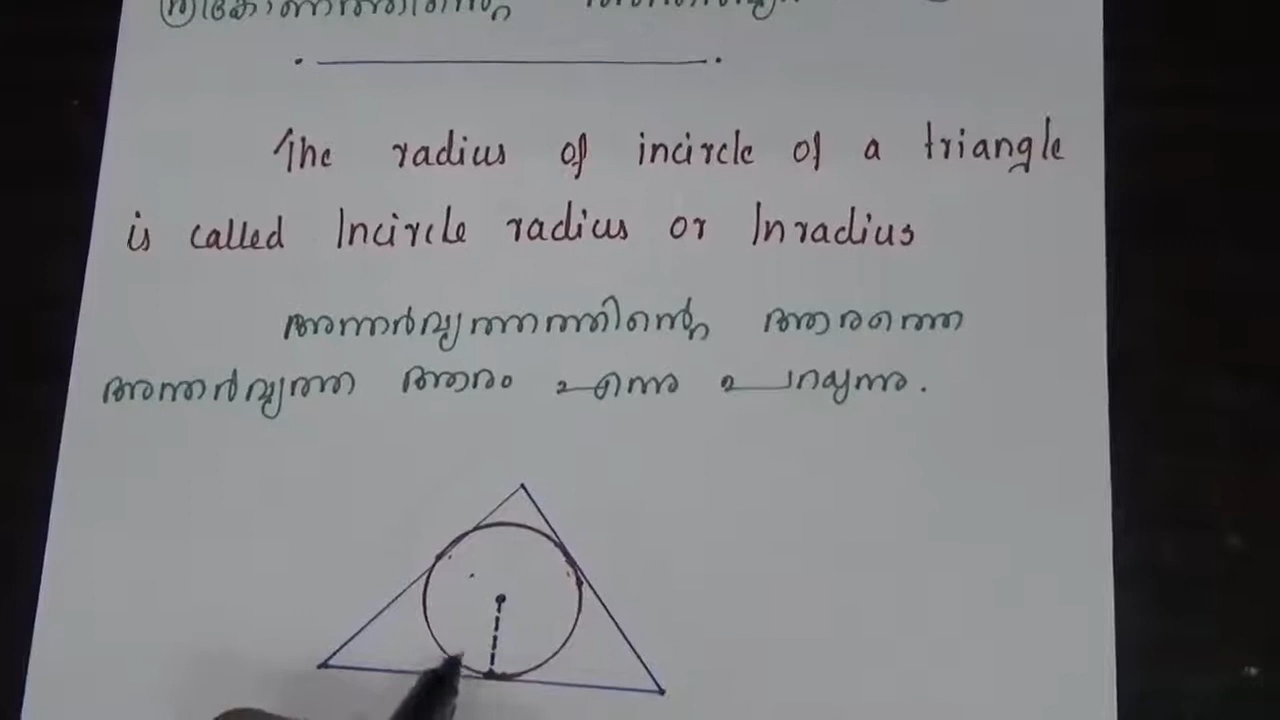 ത്രികോണത്തിന്റെ
The radius of incircle of a triangle
is called Incircle radius or Inradius
അന്തർവൃത്തത്തിന്റെ ആരത്തെ
അന്തർവൃത്ത ആരം എന്നു പറയുന്നു.